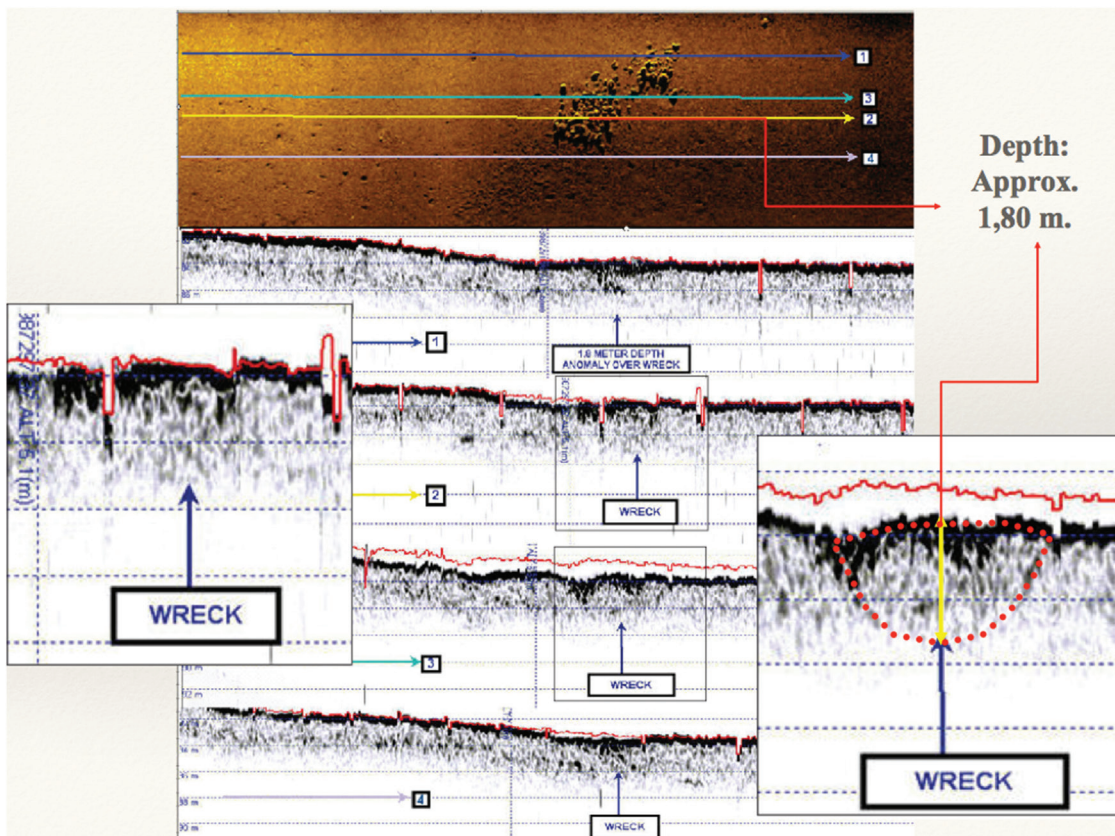 1
3
2
4
Depth:
Approx.
1,80 m.
1.8 METER DEPTH
ANOMALY OVER WRECK
1
WRECK
2
WRECK
3
WRECK
4
WRECK
WRECK